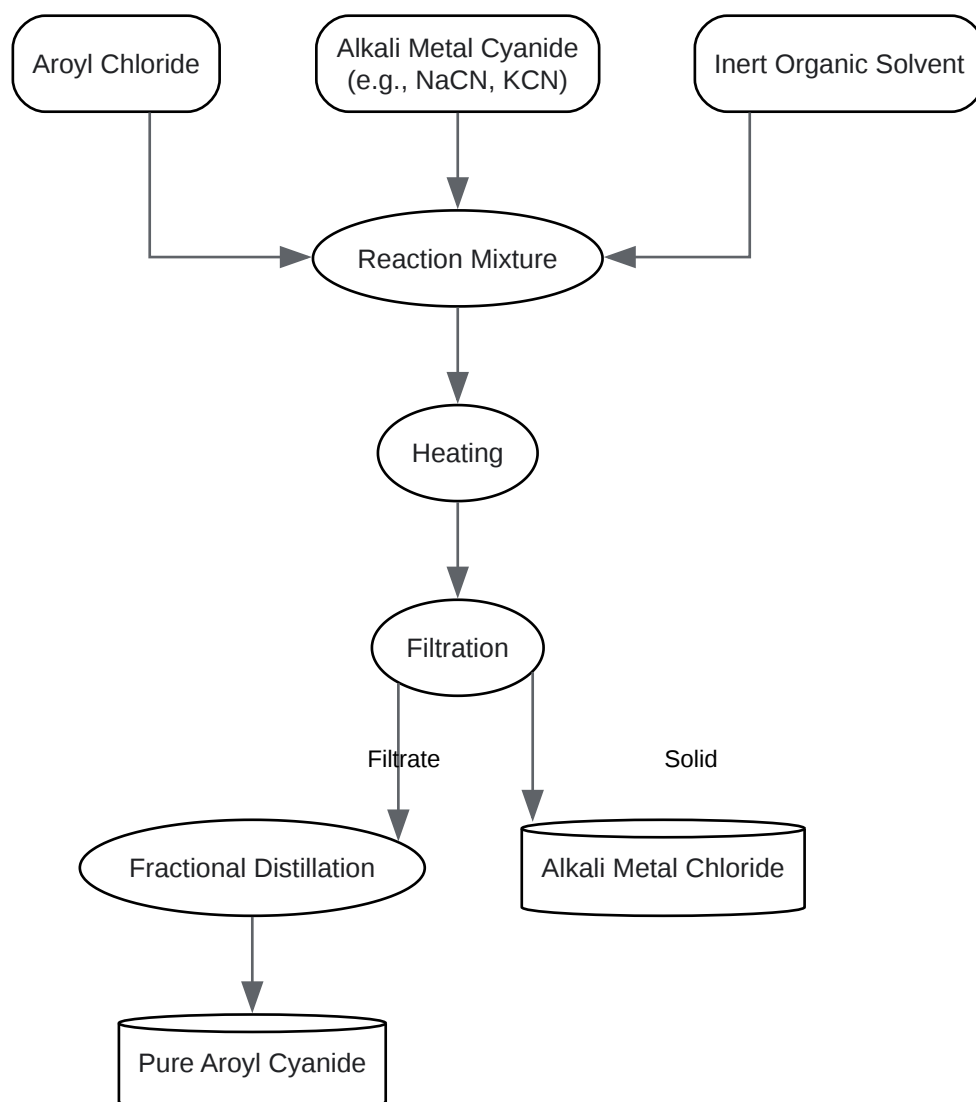 Aroyl Chloride
Alkali Metal Cyanide
(e.g., NaCN, KCN)
Inert Organic Solvent
Reaction Mixture
Heating
Filtration
Filtrate
Solid
Fractional Distillation
Alkali Metal Chloride
Pure Aroyl Cyanide